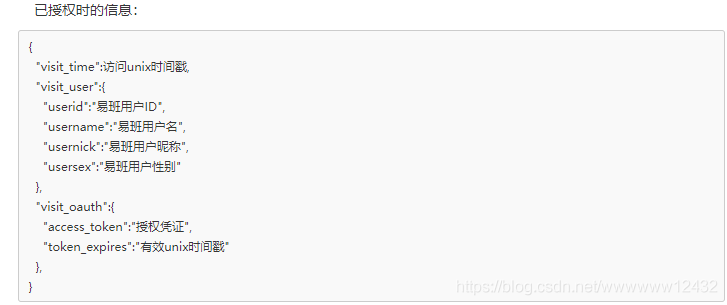 已授权时的信息：
{
"visit_time":访问unix时间戳,
"visit_user":{
"userid":"易班用户ID",
"username":"易班用户名",
"usernick":"易班用户昵称",
"usersex":"易班用户性别"
},
"visit_oauth":{
"access_token":"授权凭证",
"token_expires":"有效unix时间戳"
},
}
https://blog.csdn.net/wwwwww12432